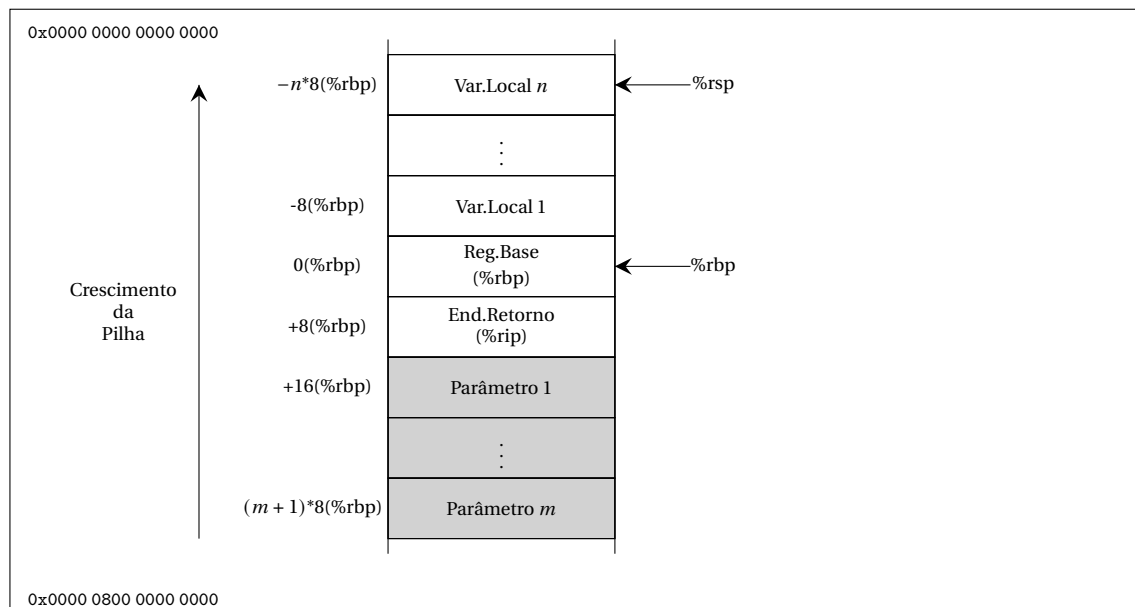 0x0000 0000 0000 0000
−n*8(%rbp) Var.Local n %rsp
⋮
-8(%rbp) Var.Local 1
0(%rbp) Reg.Base
(%rbp) %rbp
Crescimento
da
Pilha
+8(%rbp) End.Retorno
(%rip)
+16(%rbp) Parâmetro 1
⋮
(m + 1)*8(%rbp) Parâmetro m
0x0000 0800 0000 0000